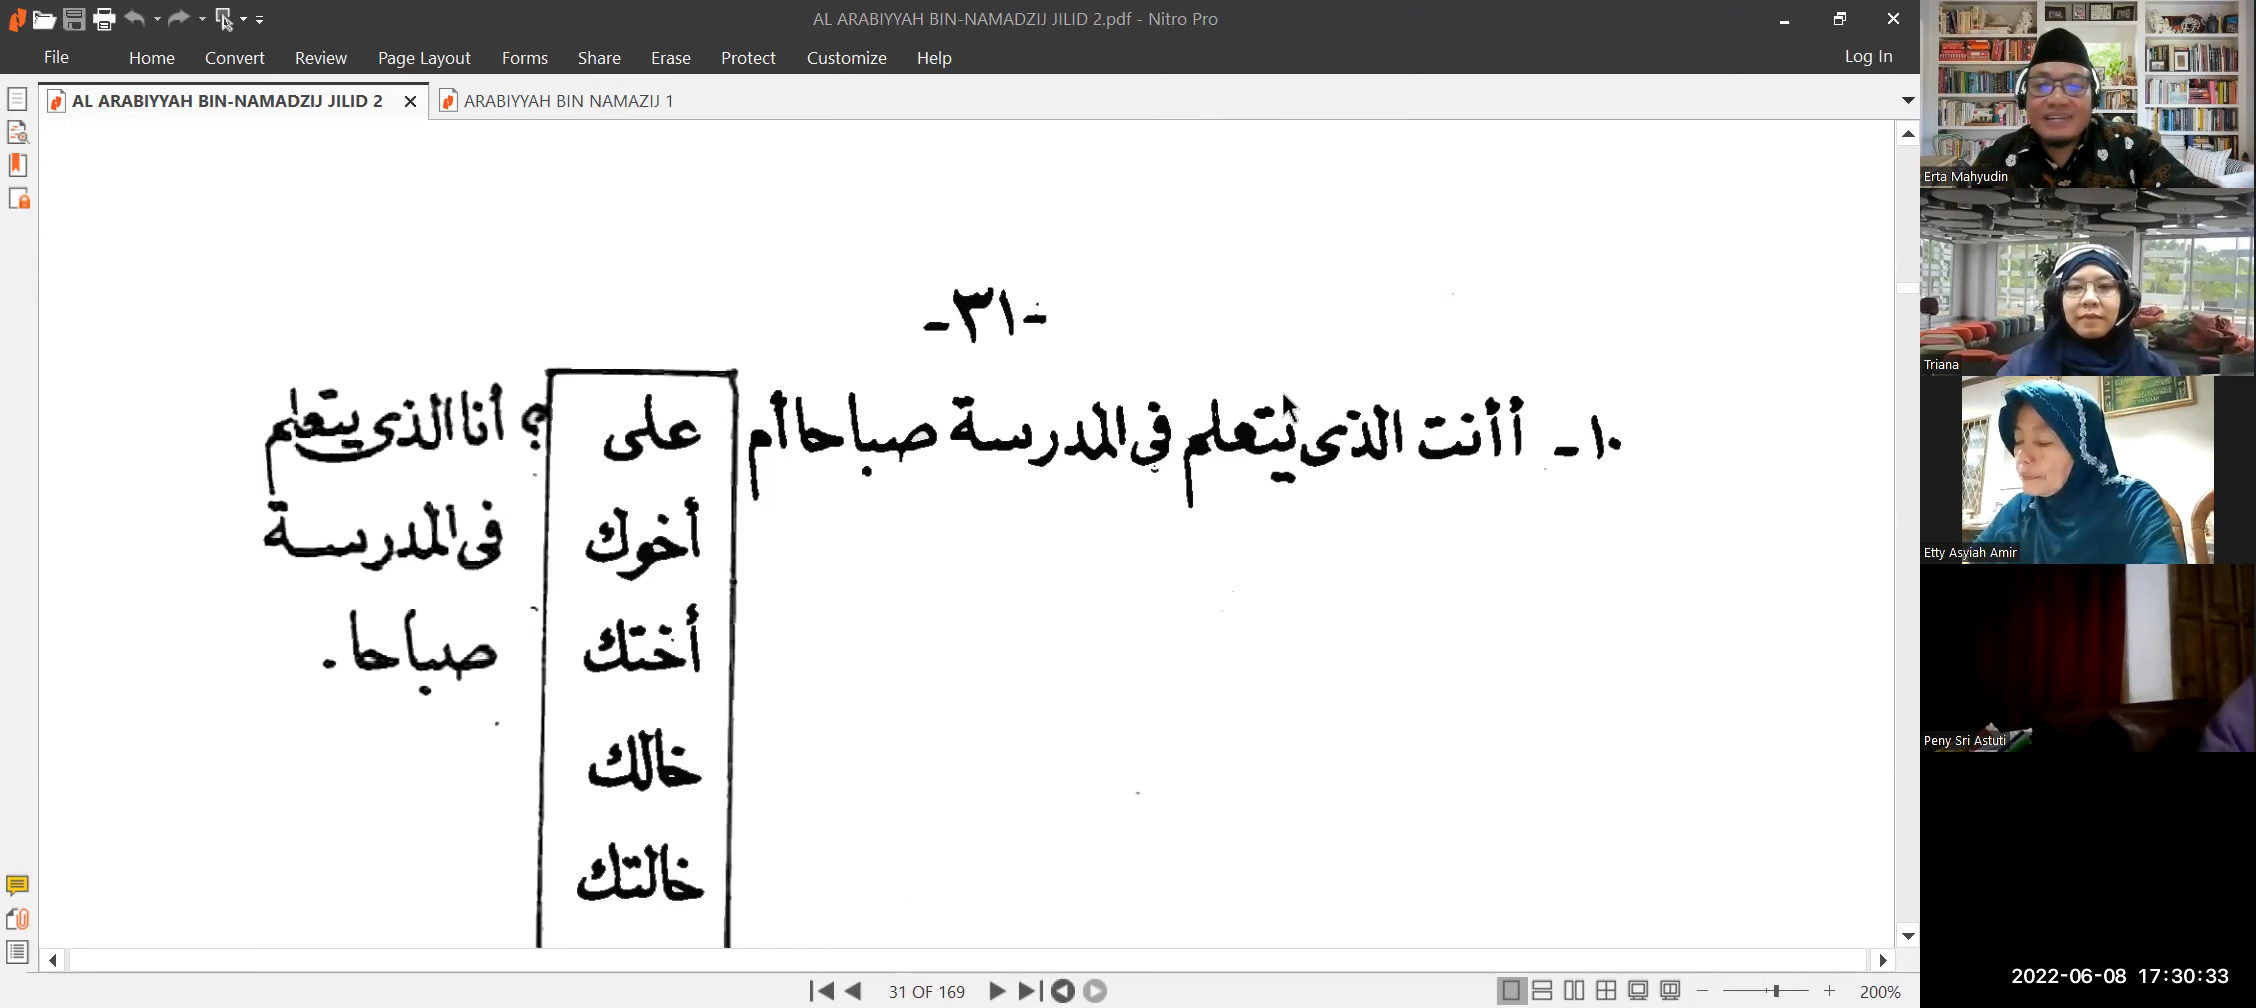 AL ARABIYYAH BIN-NAMADZIJ JILID 2.pdf - Nitro Pro
File Home Convert Review Page Layout Forms Share Erase Protect Customize Help Log In
AL ARABIYYAH BIN-NAMADZIJ JILID 2 ARABIYYAH BIN NAMAZIJ 1
-٣١-
١٠- أأنت الذى يتعلم فى المدرسة صباحا أم على ؟ أنا الذى يتعلم
أخوك فى المدرسة
أختك صباحا.
خالك
خالتك
31 OF 169
200%
Erta Mahyudin
Triana
Etty Asyiah Amir
Peny Sri Astuti
2022-06-08 17:30:33